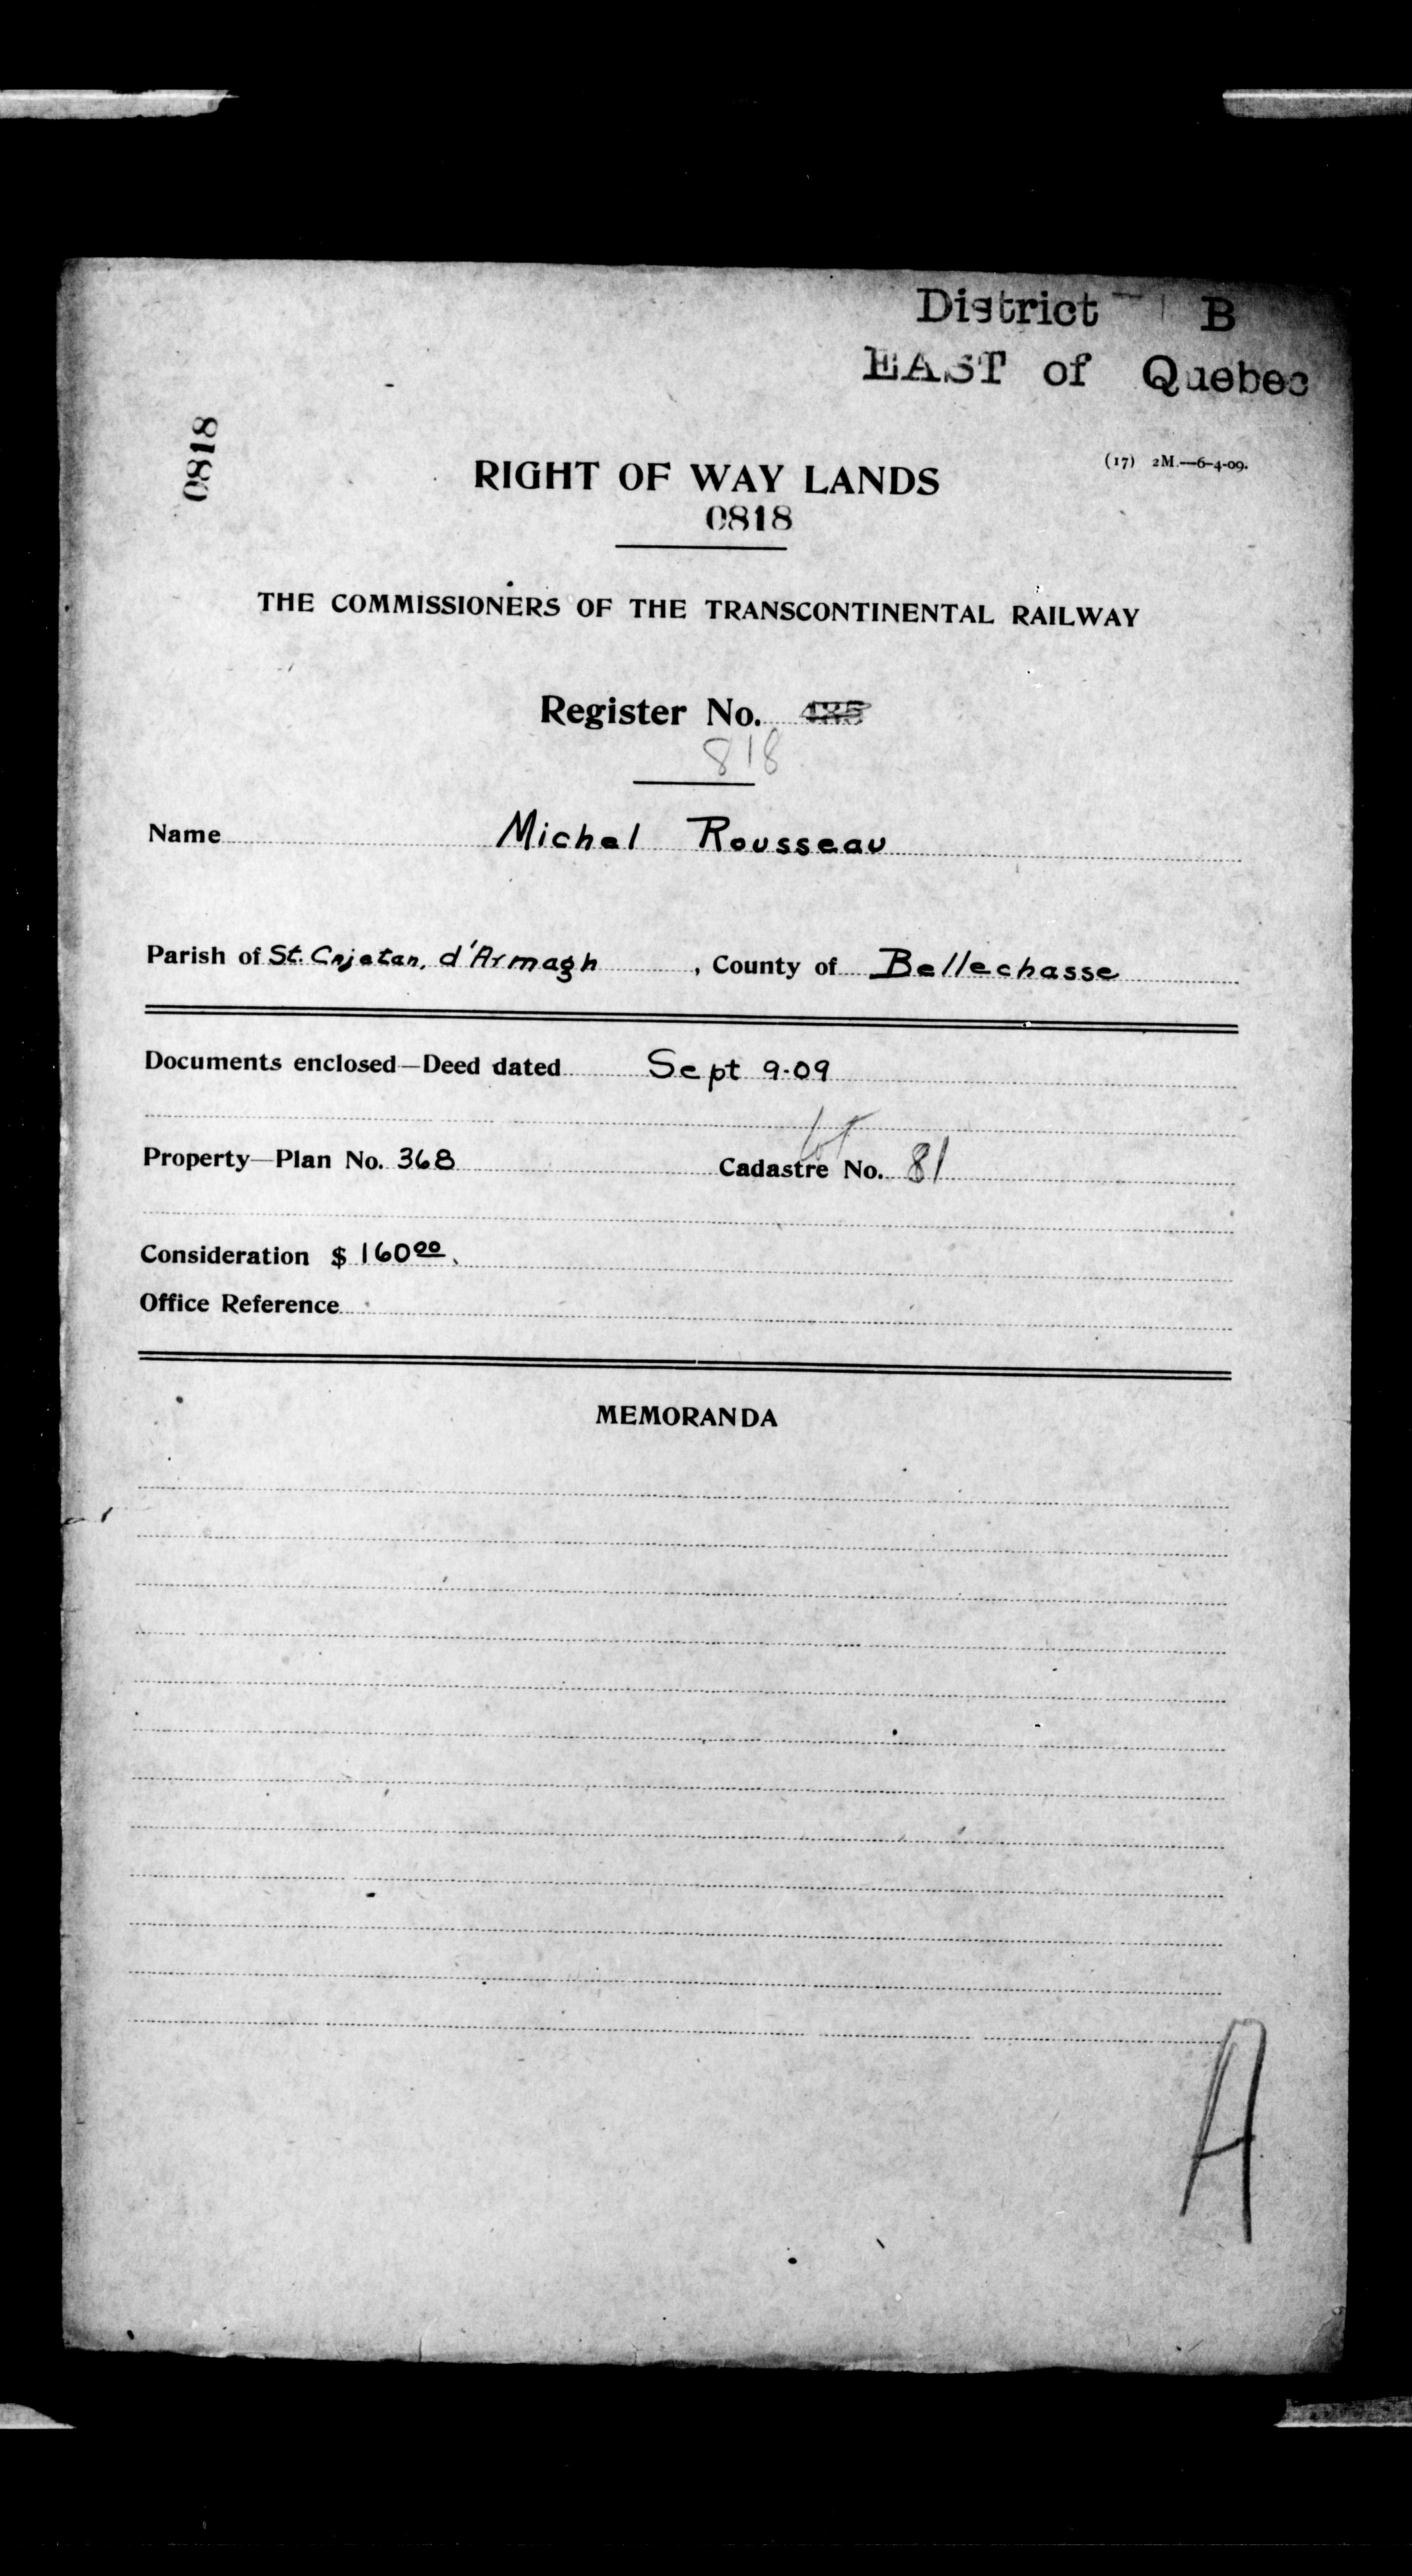 District B
EAST of Quebec
0818
(17) 2M.—6-4-09.
RIGHT OF WAY LANDS
0818
THE COMMISSIONERS OF THE TRANSCONTINENTAL RAILWAY
Register No.
818
Name Michel Rousseau
Parish of St. Cajetan, d'Armagh , County of Bellechasse
Documents enclosed—Deed dated Sept 9.09
Property—Plan No. 368 Cadastre No. 81
Consideration $ 160 00
Office Reference
MEMORANDA
A